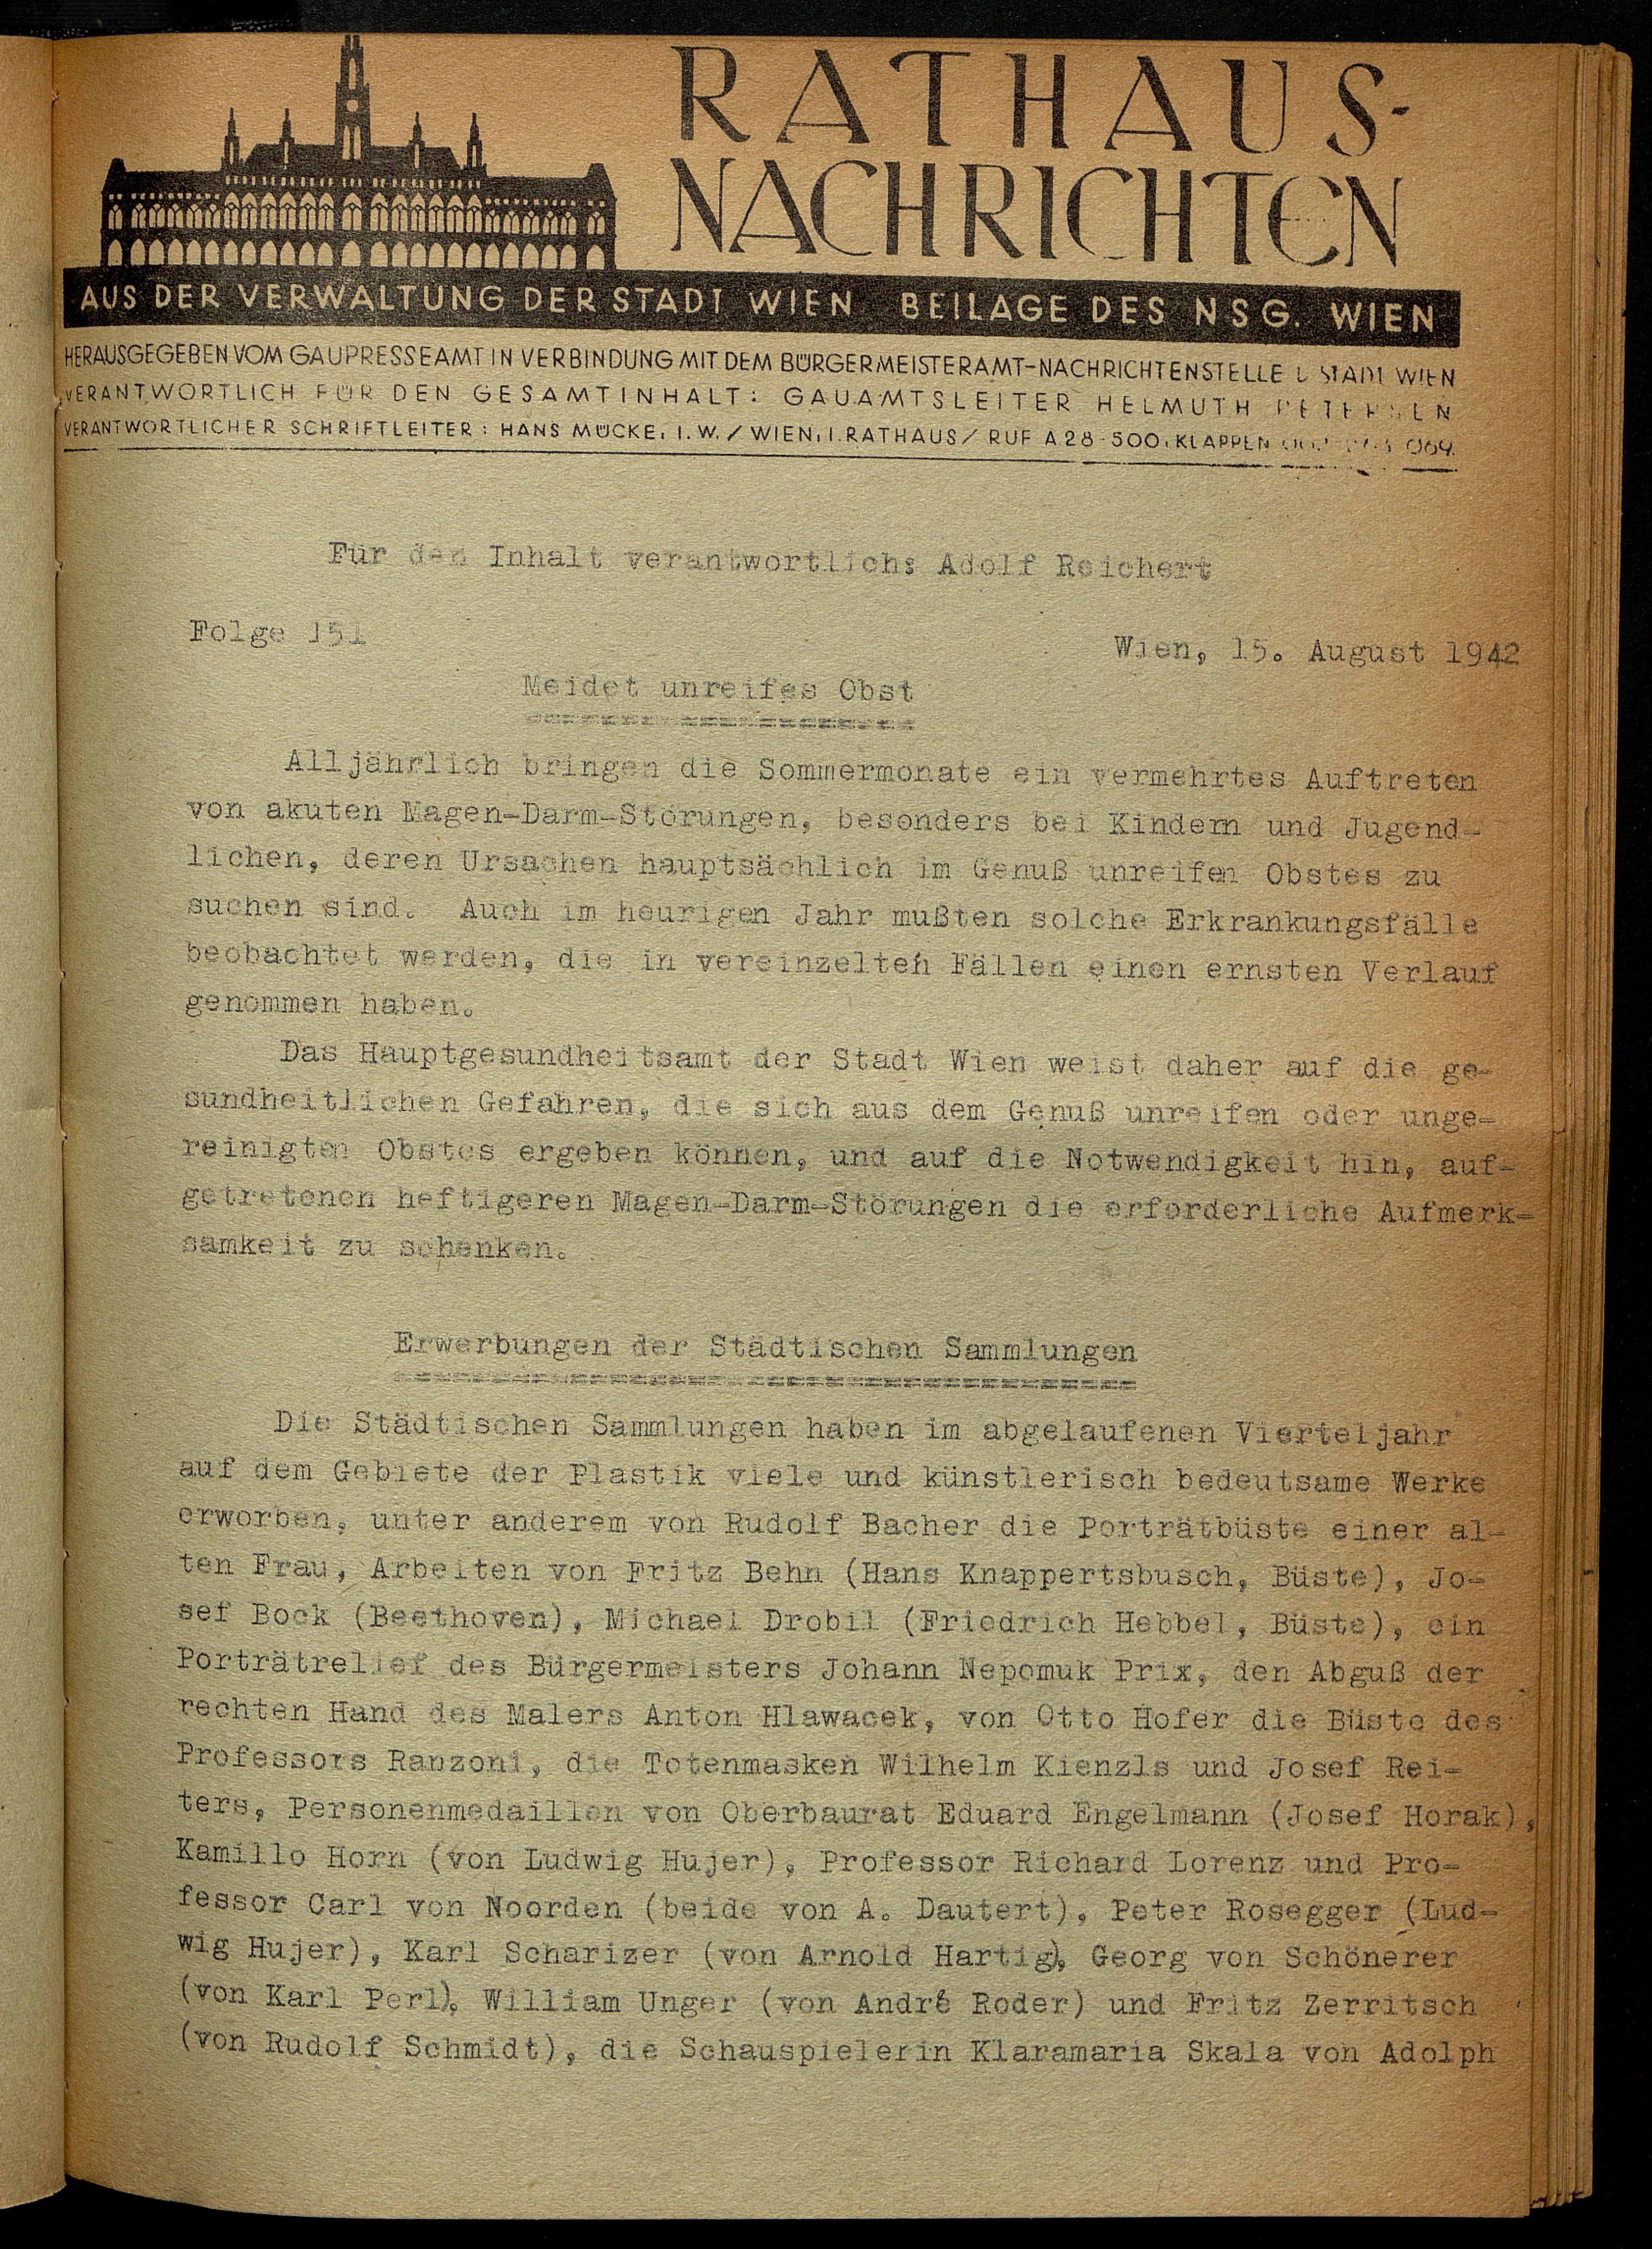 RATHAUS-
NACHRICHTEN
AUS DER VERWALTUNG DER STADT WIEN BEILAGE DES NSG. WIEN
HERAUSGEGEBEN VOM GAUPRESSEAMT IN VERBINDUNG MIT DEM BÜRGERMEISTERAMT-NACHRICHTENSTELLE STADT WIEN
VERANTWORTLICH FÜR DEN GESAMTINHALT: GAUAMTSLEITER HELMUTH PETERSEN
VERANTWORTLICHER SCHRIFTLEITER: HANS MÜCKE, I.W./WIEN, I. RATHAUS/ RUF A 28-500, KLAPPEN 069.
Für den Inhalt verantwortlich: Adolf Reichert
Folge 151
Wien, 15. August 1942
Meidet unreifes Obst
Alljährlich bringen die Sommermonate ein vermehrtes Auftreten
von akuten Magen-Darm-Störungen, besonders bei Kindern und Jugend-
lichen, deren Ursachen hauptsächlich im Genuß unreifen Obstes zu
suchen sind. Auch im heurigen Jahr mußten solche Erkrankungsfälle
beobachtet werden, die in vereinzelten Fällen einen ernsten Verlauf
genommen haben.
Das Hauptgesundheitsamt der Stadt Wien weist daher auf die ge-
sundheitlichen Gefahren, die sich aus dem Genuß unreifen oder unge-
reinigten Obstes ergeben können, und auf die Notwendigkeit hin, auf-
getretenen heftigeren Magen-Darm-Störungen die erforderliche Aufmerk-
samkeit zu schenken.
Erwerbungen der Städtischen Sammlungen
Die Städtischen Sammlungen haben im abgelaufenen Vierteljahr
auf dem Gebiete der Plastik viele und künstlerisch bedeutsame Werke
erworben, unter anderem von Rudolf Bacher die Porträtbüste einer al-
ten Frau, Arbeiten von Fritz Behn (Hans Knappertsbusch, Büste), Jo-
sef Bock (Beethoven), Michael Drobil (Friedrich Hebbel, Büste), ein
Porträtrelief des Bürgermeisters Johann Nepomuk Prix, den Abguß der
rechten Hand des Malers Anton Hlawacek, von Otto Hofer die Büste des
Professors Ranzoni, die Totenmasken Wilhelm Kienzls und Josef Rei-
ters, Personenmedaillen von Oberbaurat Eduard Engelmann (Josef Horak),
Kamillo Horn (von Ludwig Hujer), Professor Richard Lorenz und Pro-
fessor Carl von Noorden (beide von A. Dautert), Peter Rosegger (Lud-
wig Hujer), Karl Scharizer (von Arnold Hartig), Georg von Schönerer
(von Karl Perl), William Unger (von André Roder) und Fritz Zerritsch
(von Rudolf Schmidt), die Schauspielerin Klaramaria Skala von Adolph